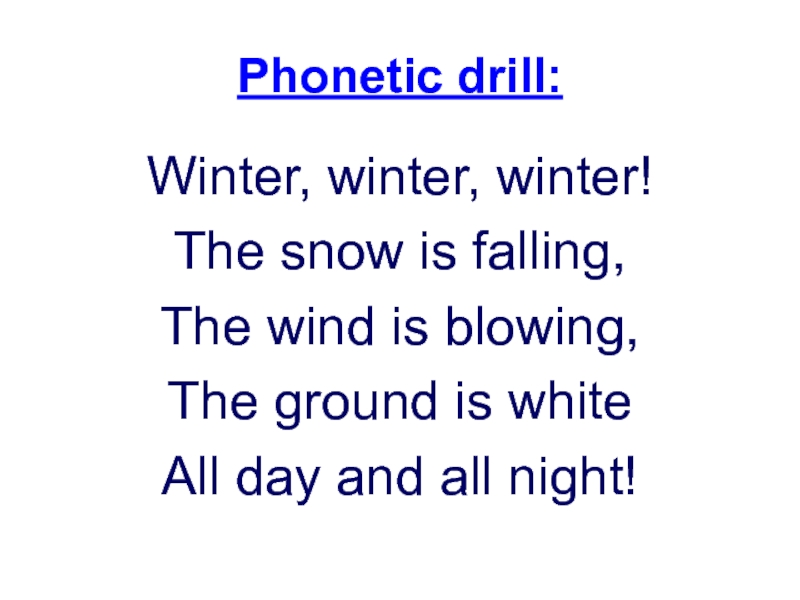 Phonetic drill:
Winter, winter, winter!
The snow is falling,
The wind is blowing,
The ground is white
All day and all night!